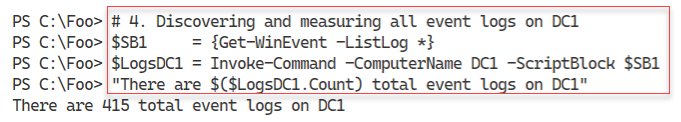 PS C:\Foo> # 4. Discovering and measuring all event logs on DC1
PS C:\Foo> $SB1     = {Get-WinEvent -ListLog *}
PS C:\Foo> $LogsDC1 = Invoke-Command -ComputerName DC1 -ScriptBlock $SB1
PS C:\Foo> "There are $($LogsDC1.Count) total event logs on DC1"
There are 415 total event logs on DC1